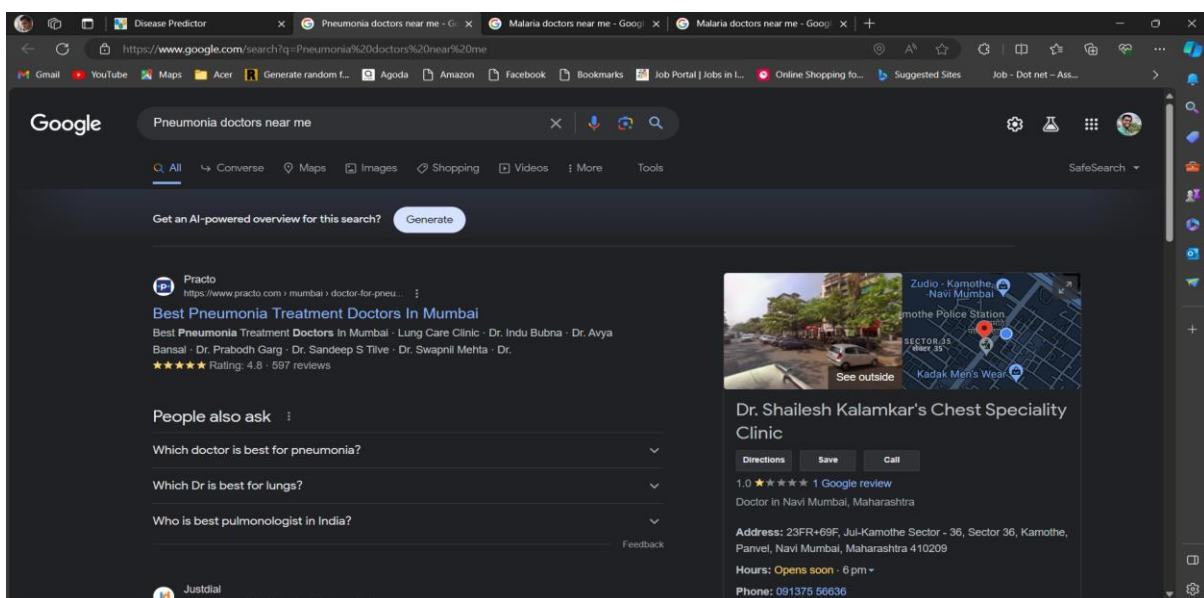 Disease Predictor
Pneumonia doctors near me - Go
Malaria doctors near me - Googl
Malaria doctors near me - Googl
https://www.google.com/search?q=Pneumonia%20doctors%20near%20me
Gmail YouTube Maps Acer Generate random f... Agoda Amazon Facebook Bookmarks Job Portal | Jobs in I... Online Shopping fo... Suggested Sites Job - Dot net – Ass...
Google
Pneumonia doctors near me
All Converse Maps Images Shopping Videos More Tools SafeSearch
Get an AI-powered overview for this search? Generate
Practo
https://www.practo.com › mumbai › doctor-for-pneu...
Best Pneumonia Treatment Doctors In Mumbai
Best Pneumonia Treatment Doctors In Mumbai · Lung Care Clinic · Dr. Indu Bubna · Dr. Avya
Bansal · Dr. Prabodh Garg · Dr. Sandeep S Tilve · Dr. Swapnil Mehta · Dr.
Rating: 4.8 · 597 reviews
People also ask
Which doctor is best for pneumonia?
Which Dr is best for lungs?
Who is best pulmonologist in India?
Feedback
Justdial
See outside
Zudio - Kamothe,
-Navi Mumbai
mothe Police Station
SECTOR 35
सेक्टर 35
Kadak Men's Wear
Dr. Shailesh Kalamkar's Chest Speciality
Clinic
Directions Save Call
1.0 1 Google review
Doctor in Navi Mumbai, Maharashtra
Address: 23FR+69F, Jui-Kamothe Sector - 36, Sector 36, Kamothe,
Panvel, Navi Mumbai, Maharashtra 410209
Hours: Opens soon · 6 pm
Phone: 091375 56636